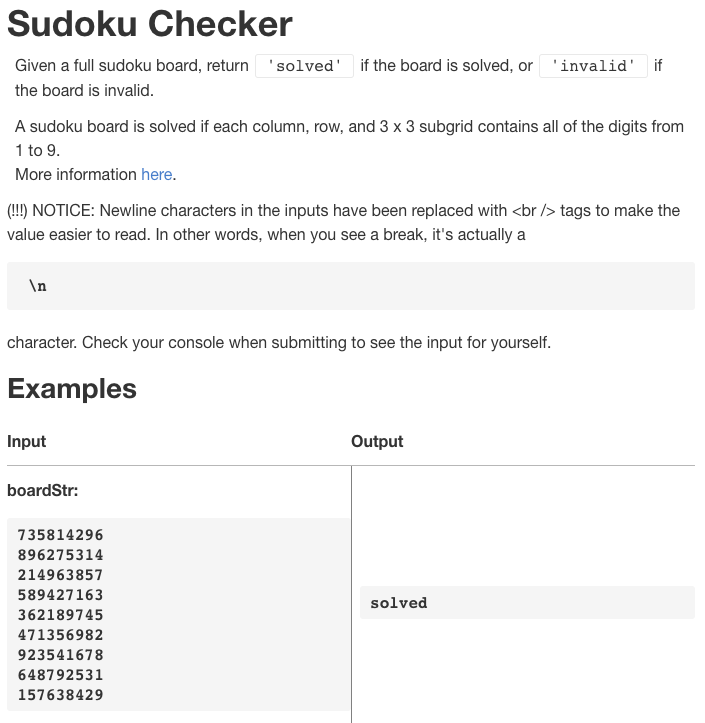 Sudoku Checker
Given a full sudoku board, return 'solved' if the board is solved, or 'invalid' if
the board is invalid.
A sudoku board is solved if each column, row, and 3 x 3 subgrid contains all of the digits from
1 to 9.
More information here.
(!!!) NOTICE: Newline characters in the inputs have been replaced with <br /> tags to make the
value easier to read. In other words, when you see a break, it's actually a
\n
character. Check your console when submitting to see the input for yourself.
Examples
Input Output
boardStr:
735814296
896275314
214963857
589427163
362189745
471356982
923541678
648792531
157638429
solved